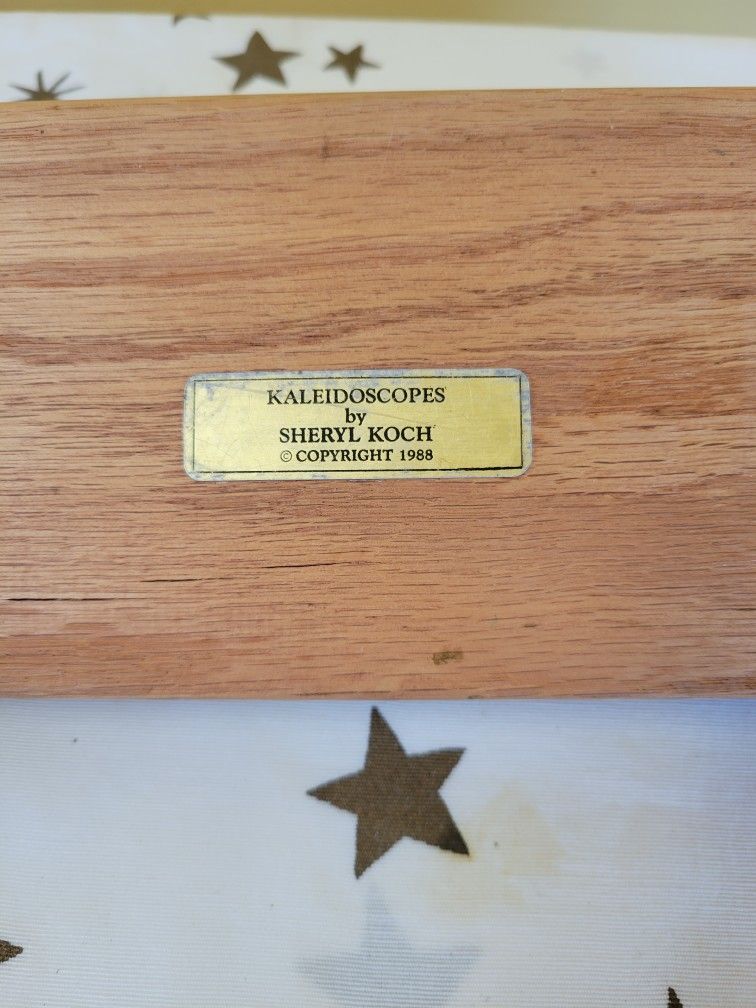 KALEIDOSCOPES
by
SHERYL KOCH
© COPYRIGHT 1988